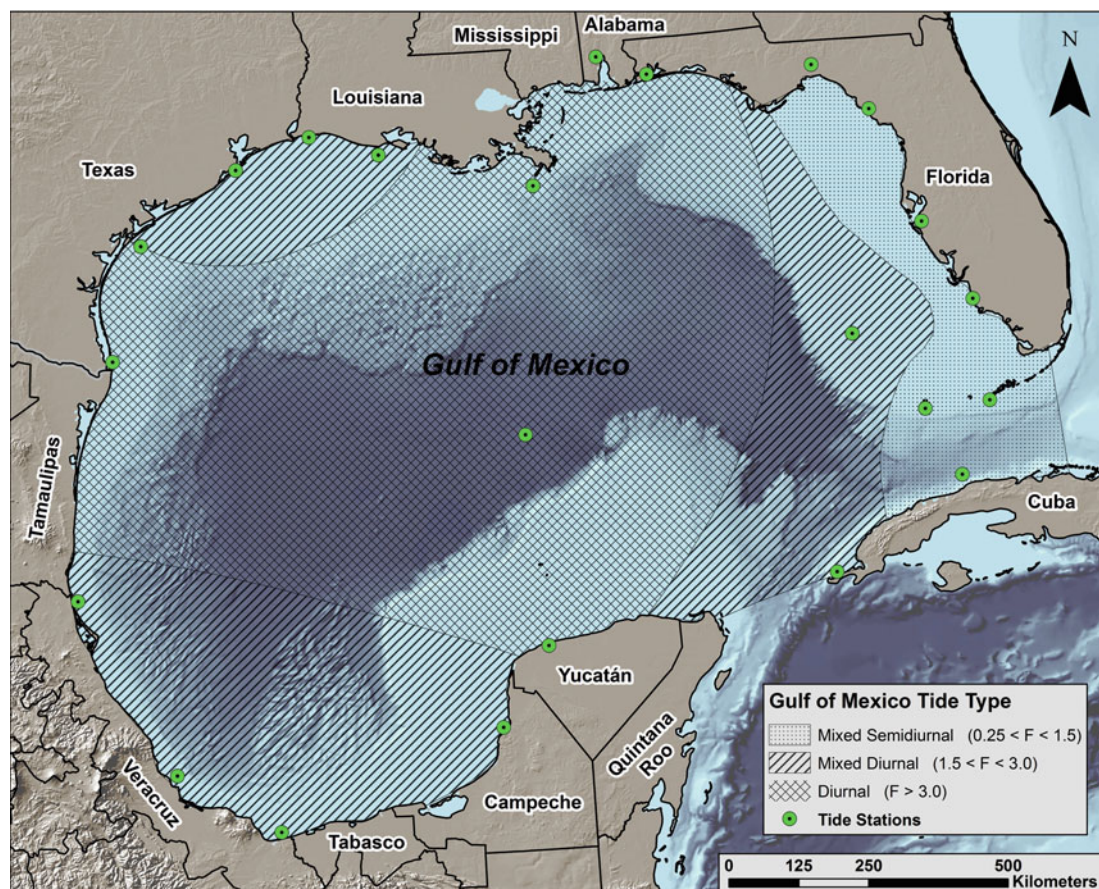 Alabama
Mississippi
N
Louisiana
Texas
Florida
Gulf of Mexico
Tamaulipas
Cuba
Yucatán
Quintana
Roo
Veracruz
Campeche
Tabasco
Gulf of Mexico Tide Type
Mixed Semidiurnal (0.25 < F < 1.5)
Mixed Diurnal (1.5 < F < 3.0)
Diurnal (F > 3.0)
Tide Stations
0 125 250 500
Kilometers